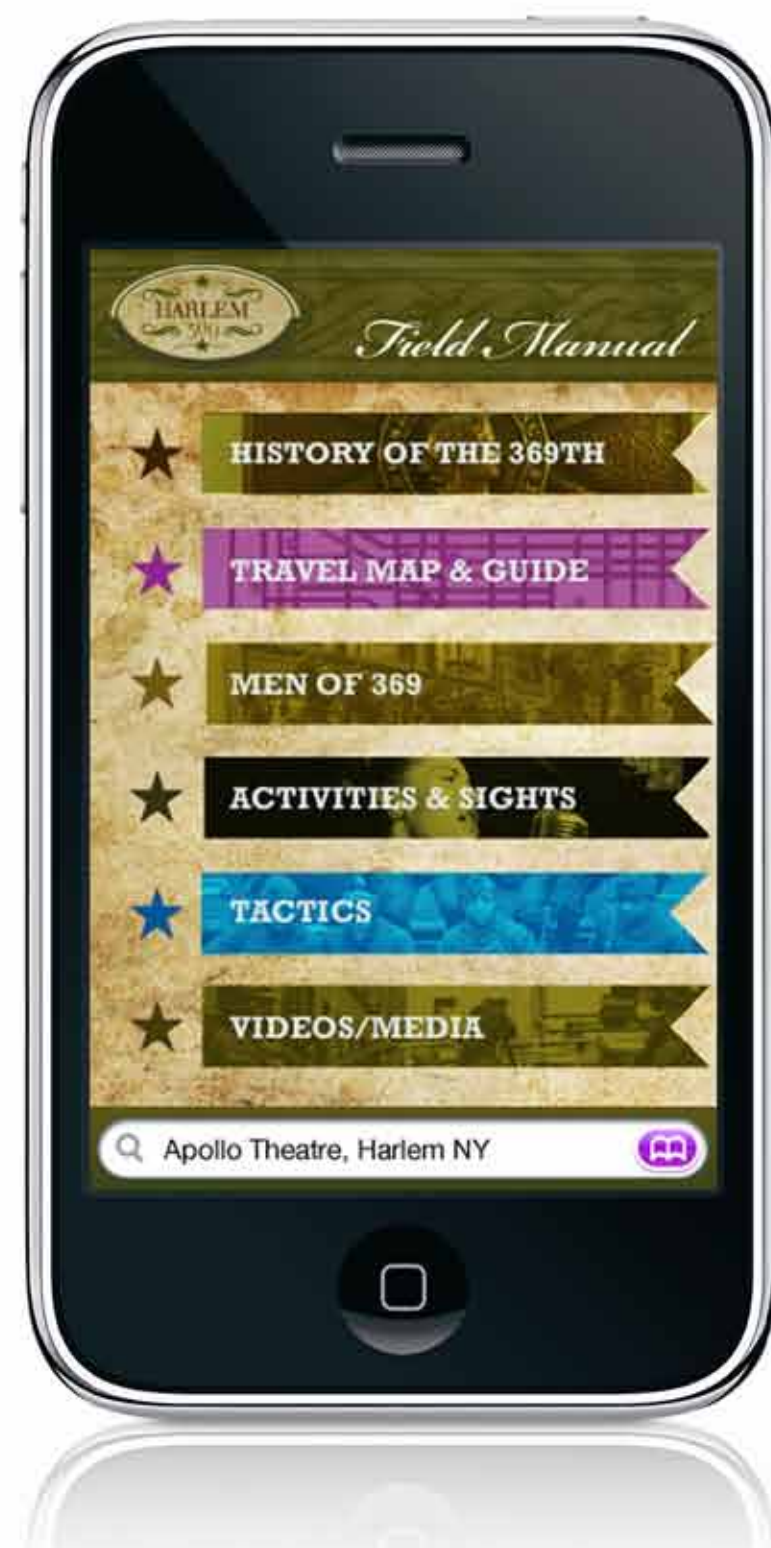 HARLEM
Field Manual
HISTORY OF THE 369TH
TRAVEL MAP & GUIDE
MEN OF 369
ACTIVITIES & SIGHTS
TACTICS
VIDEOS/MEDIA
Apollo Theatre, Harlem NY